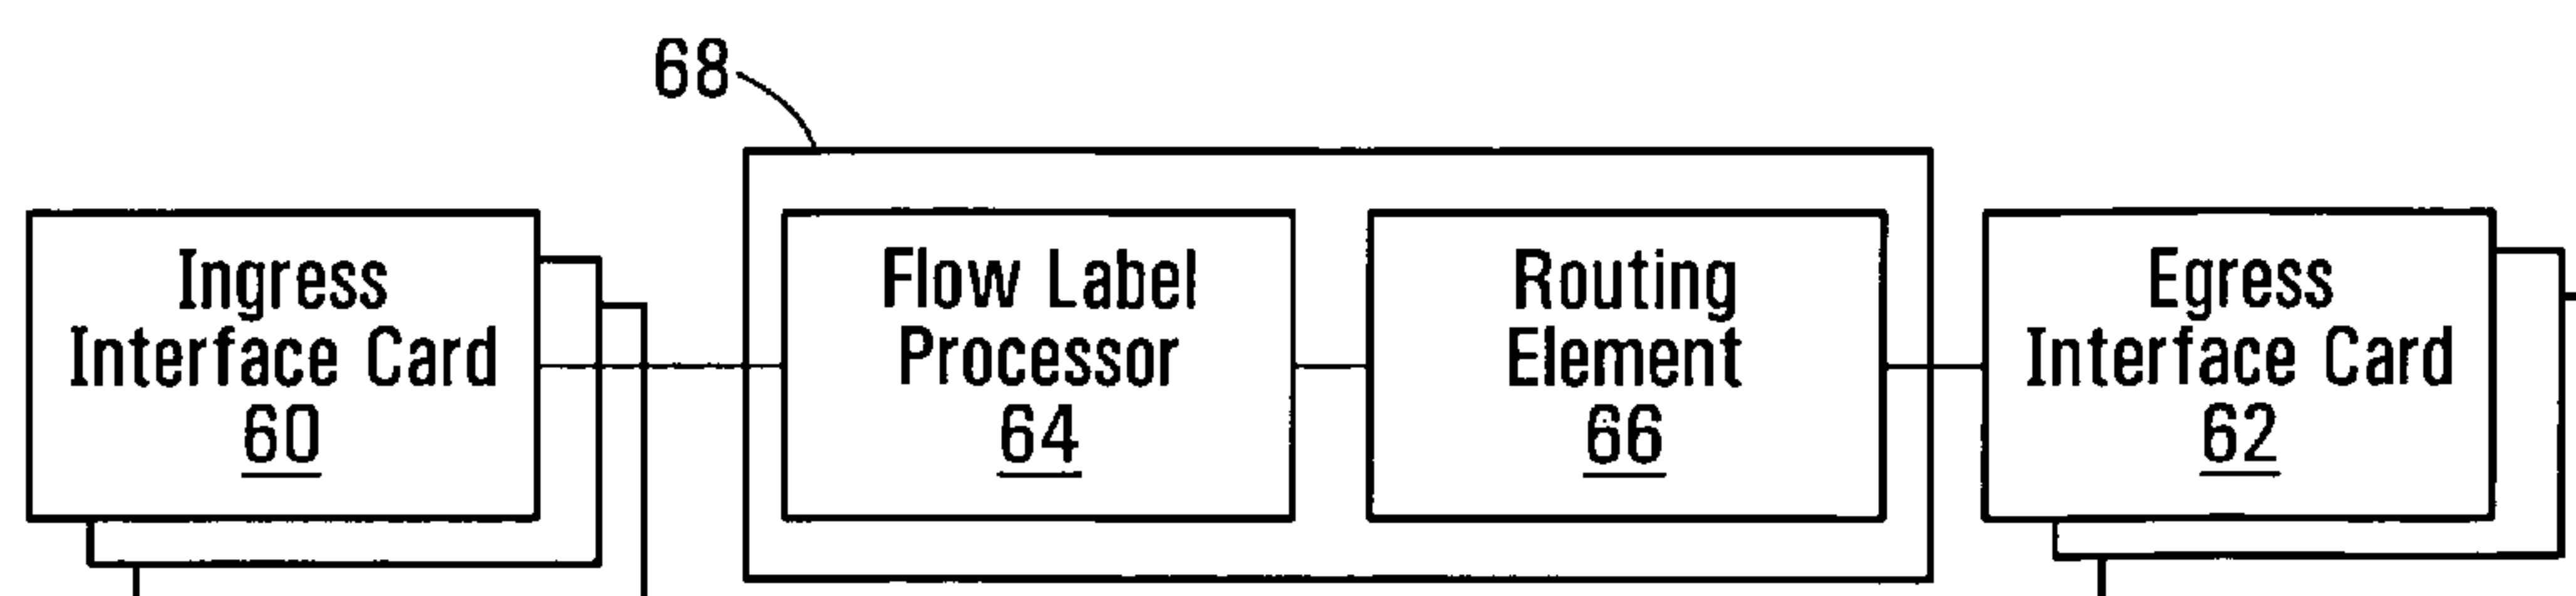 68
Ingress
Interface Card
60
Flow Label
Processor
64
Routing
Element
66
Egress
Interface Card
62